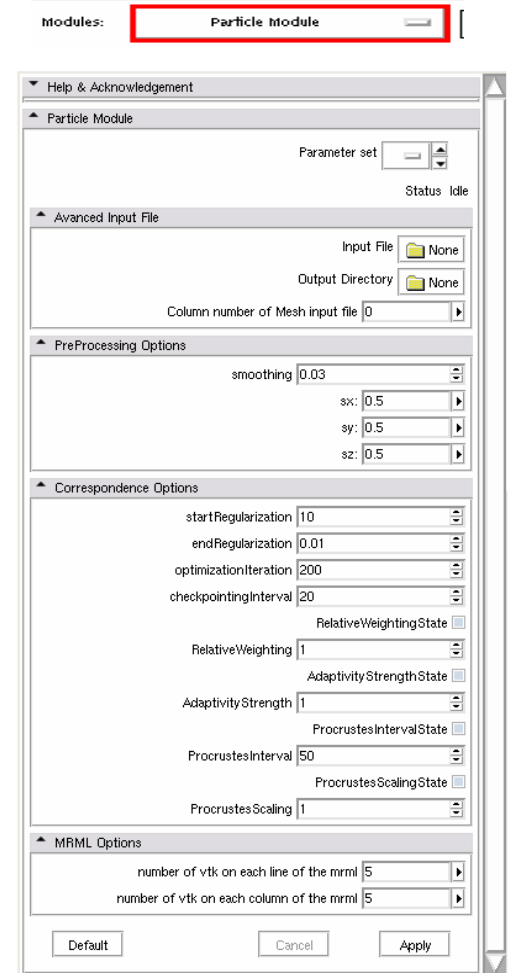 Modules: Particle Module [
Help & Acknowledgement
Particle Module
Parameter set
Status Idle
Avanced Input File
Input File None
Output Directory None
Column number of Mesh input file 0
PreProcessing Options
smoothing 0.03
sx: 0.5
sy: 0.5
sz: 0.5
Correspondence Options
startRegularization 10
endRegularization 0.01
optimizationIteration 200
checkpointingInterval 20
RelativeWeightingState
RelativeWeighting 1
AdaptivityStrengthState
AdaptivityStrength 1
ProcrustesIntervalState
ProcrustesInterval 50
ProcrustesScalingState
ProcrustesScaling 1
MRML Options
number of vtk on each line of the mrml 5
number of vtk on each column of the mrml 5
Default Cancel Apply